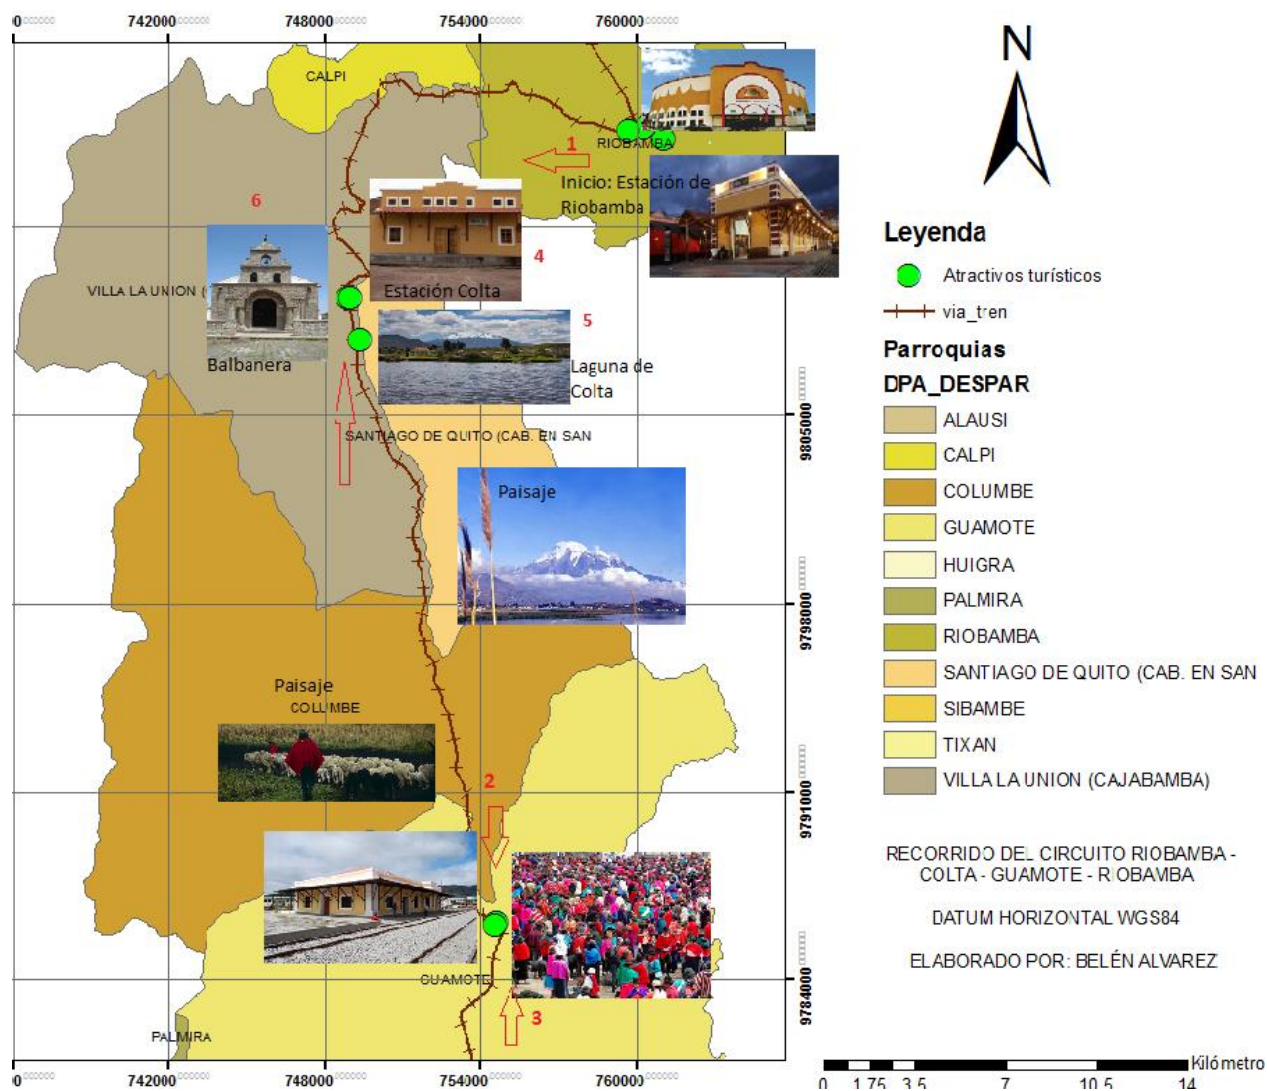 0
742000
748000
754000
760000
CALPI
RIOBAMBA
1
Inicio: Estación de
Riobamba
6
4
VILLA LA UNION (
Estación Colta
5
Balbanera
Laguna de
Colta
SANTIAGO DE QUITO (CAB. EN SAN
Paisaje
Paisaje
COLUMBE
2
GUAMOTE
3
PALMIRA
9805000
9798000
9791000
9784000
0
742000
748000
754000
760000
N
Leyenda
Atractivos turísticos
via_tren
Parroquias
DPA_DESPAR
ALAUSI
CALPI
COLUMBE
GUAMOTE
HUIGRA
PALMIRA
RIOBAMBA
SANTIAGO DE QUITO (CAB. EN SAN
SIBAMBE
TIXAN
VILLA LA UNION (CAJABAMBA)
RECORRIDO DEL CIRCUITO RIOBAMBA -
COLTA - GUAMOTE - RIOBAMBA
DATUM HORIZONTAL WGS84
ELABORADO POR: BELÉN ALVAREZ
Kilómetro
0 1.75 3.5 7 10.5 14